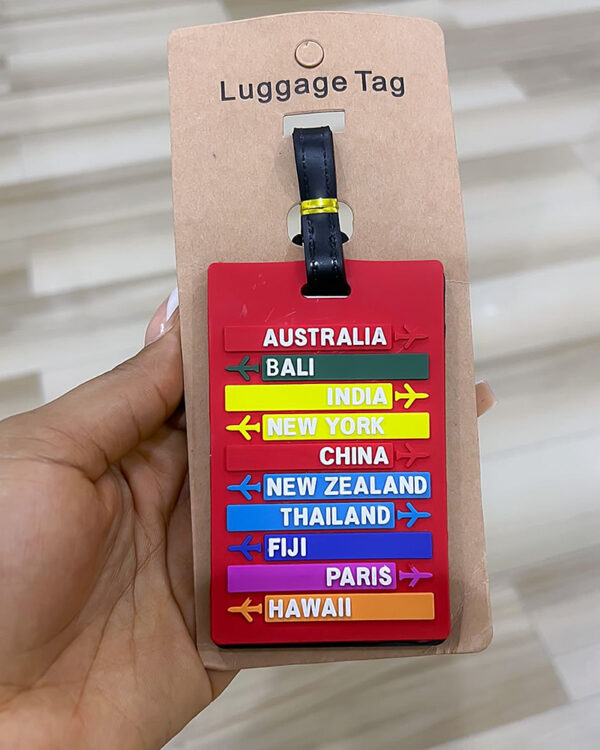 Luggage Tag
AUSTRALIA
BALI
INDIA
NEW YORK
CHINA
NEW ZEALAND
THAILAND
FIJI
PARIS
HAWAII